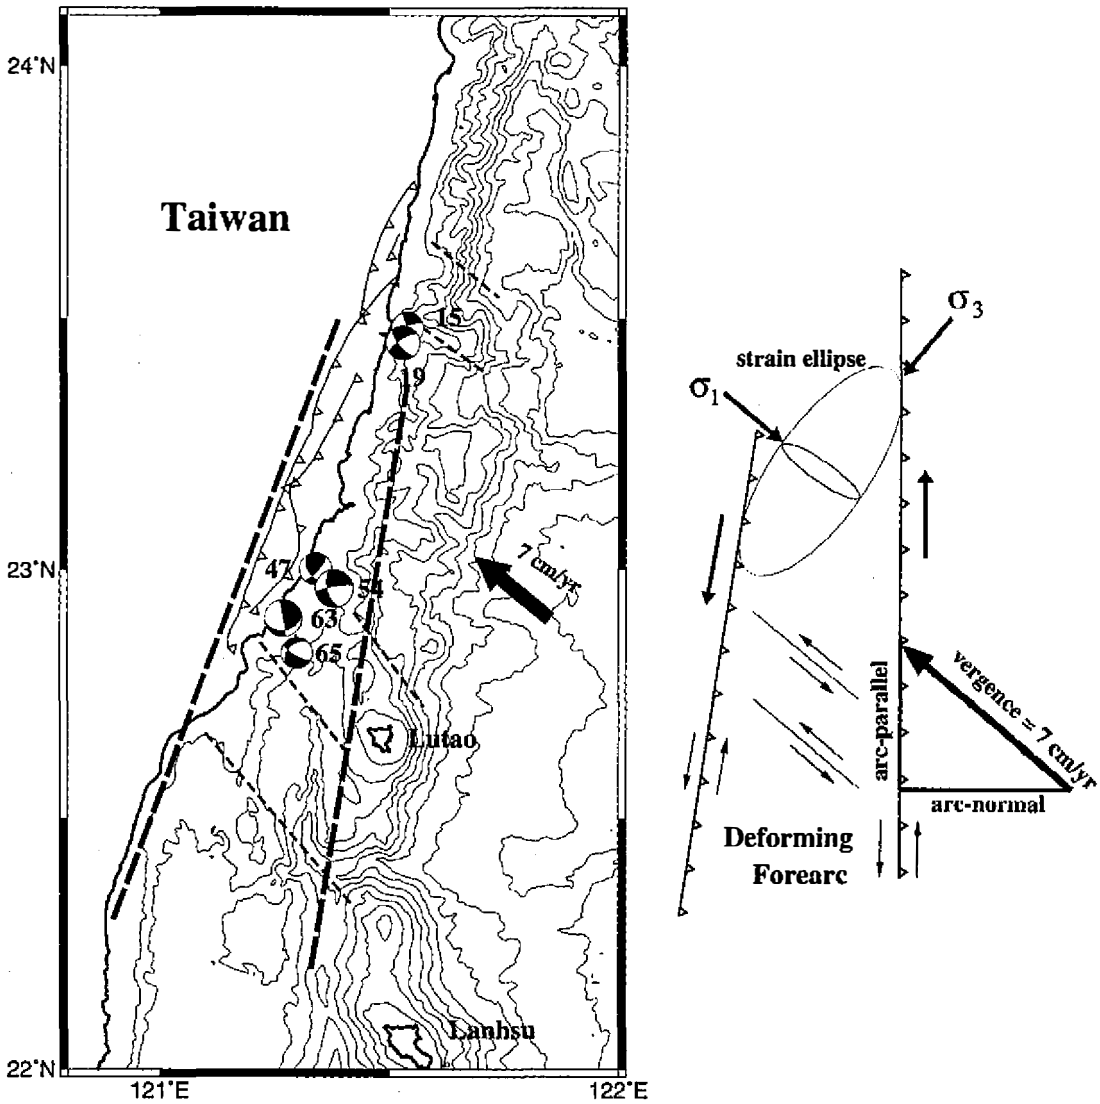 24°N
Taiwan
15
19
23°N
47
54
63
65
7 cm/yr
Lutao
Lanhsu
22°N
121°E
122°E
σ3
strain ellipse
σ1
arc-parallel
vergence = 7 cm/yr
arc-normal
Deforming
Forearc